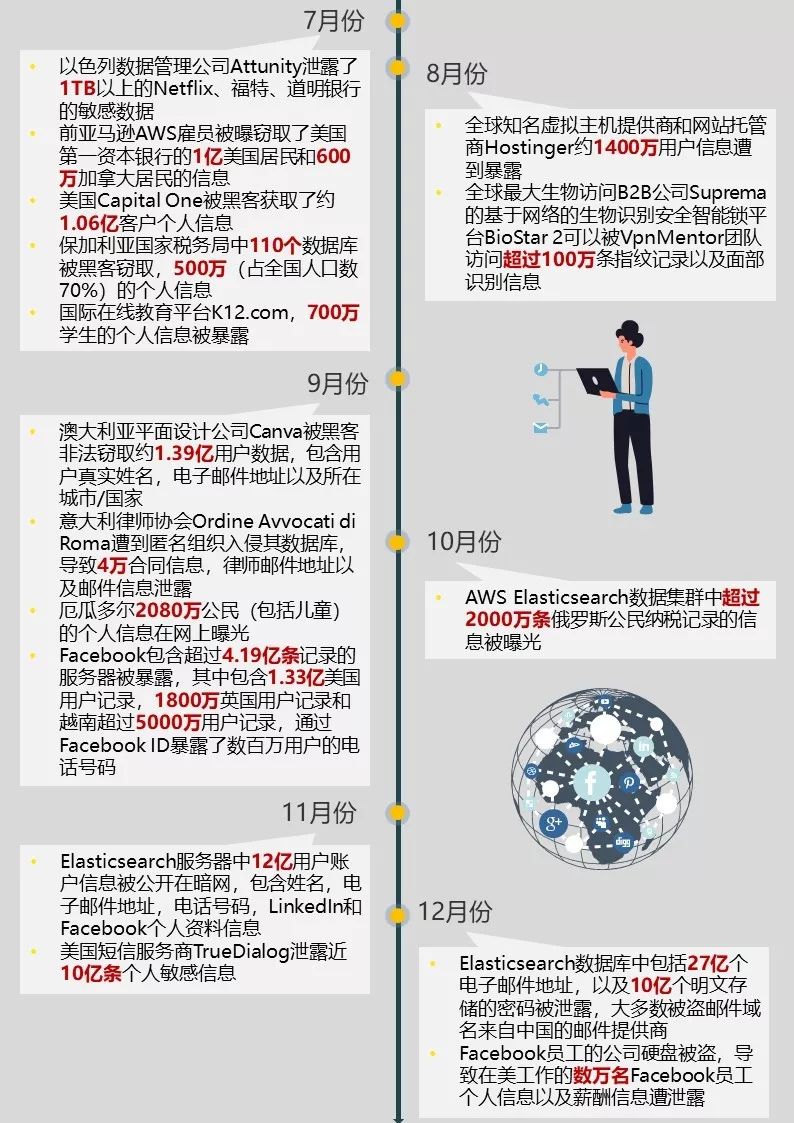 7月份
以色列数据管理公司Attunity泄露了
1TB以上的Netflix、福特、道明银行
的敏感数据
前亚马逊AWS雇员被曝窃取了美国
第一资本银行的1亿美国居民和600
万加拿大居民的信息
美国Capital One被黑客获取了约
1.06亿客户个人信息
保加利亚国家税务局中110个数据库
被黑客窃取，500万（占全国人口数
70%）的个人信息
国际在线教育平台K12.com，700万
学生的个人信息被暴露
8月份
全球知名虚拟主机提供商和网站托管
商Hostinger约1400万用户信息遭
到暴露
全球最大生物访问B2B公司Suprema
的基于网络的生物识别安全智能锁平
台BioStar 2可以被VpnMentor团队
访问超过100万条指纹记录以及面部
识别信息
9月份
澳大利亚平面设计公司Canva被黑客
非法窃取约1.39亿用户数据，包含用
户真实姓名，电子邮件地址以及所在
城市/国家
意大利律师协会Ordine Avvocati di
Roma遭到匿名组织入侵其数据库，
导致4万合同信息，律师邮件地址以
及邮件信息泄露
厄瓜多尔2080万公民（包括儿童）
的个人信息在网上曝光
Facebook包含超过4.19亿条记录的
服务器被暴露，其中包含1.33亿美国
用户记录，1800万英国用户记录和
越南超过5000万用户记录，通过
Facebook ID暴露了数百万用户的电
话号码
10月份
AWS Elasticsearch数据集群中超过
2000万条俄罗斯公民纳税记录的信
息被曝光
f
in
P
g+
digg
11月份
Elasticsearch服务器中12亿用户账
户信息被公开在暗网，包含姓名，电
子邮件地址，电话号码，LinkedIn和
Facebook个人资料信息
美国短信服务商TrueDialog泄露近
10亿条个人敏感信息
12月份
Elasticsearch数据库中包括27亿个
电子邮件地址，以及10亿个明文存
储的密码被泄露，大多数被盗邮件域
名来自中国的邮件提供商
Facebook员工的公司硬盘被盗，导
致在美工作的数万名Facebook员工
个人信息以及薪酬信息遭泄露